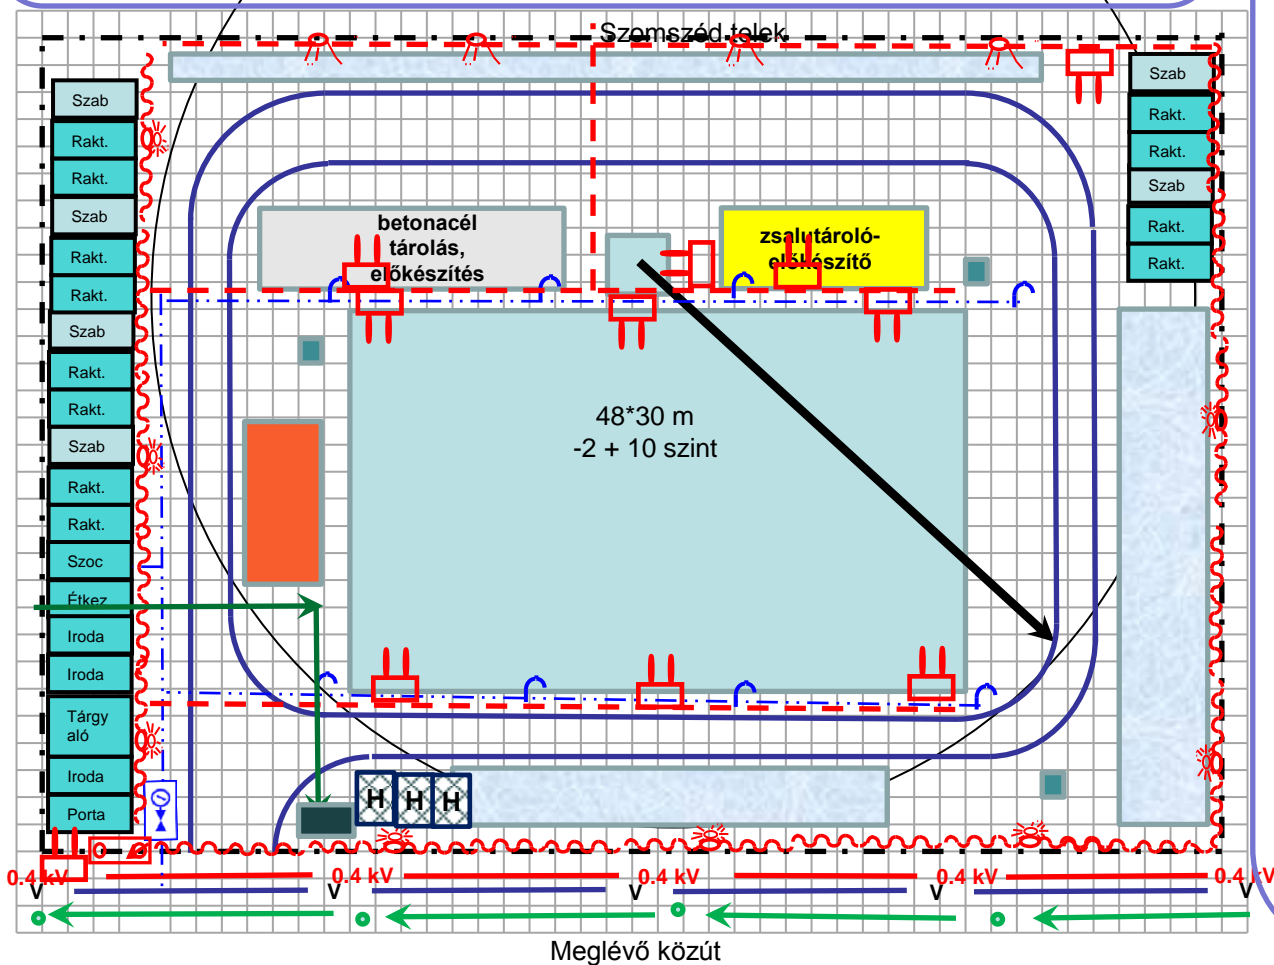 Szomszéd telek
Szab
Rakt.
Rakt.
Szab
Rakt.
Rakt.
Szab
Rakt.
Rakt.
Szab
Rakt.
Rakt.
Szoc
Étkez
Iroda
Iroda
Tárgy
aló
Iroda
Porta
betonacél
tárolás,
előkészítés
zsalutároló-
előkészítő
Szab
Rakt.
Rakt.
Szab
Rakt.
Rakt.
48*30 m
-2 + 10 szint
H H H
0.4 kV 0.4 kV 0.4 kV 0.4 kV 0.4 kV
V V V V V
Meglévő közút